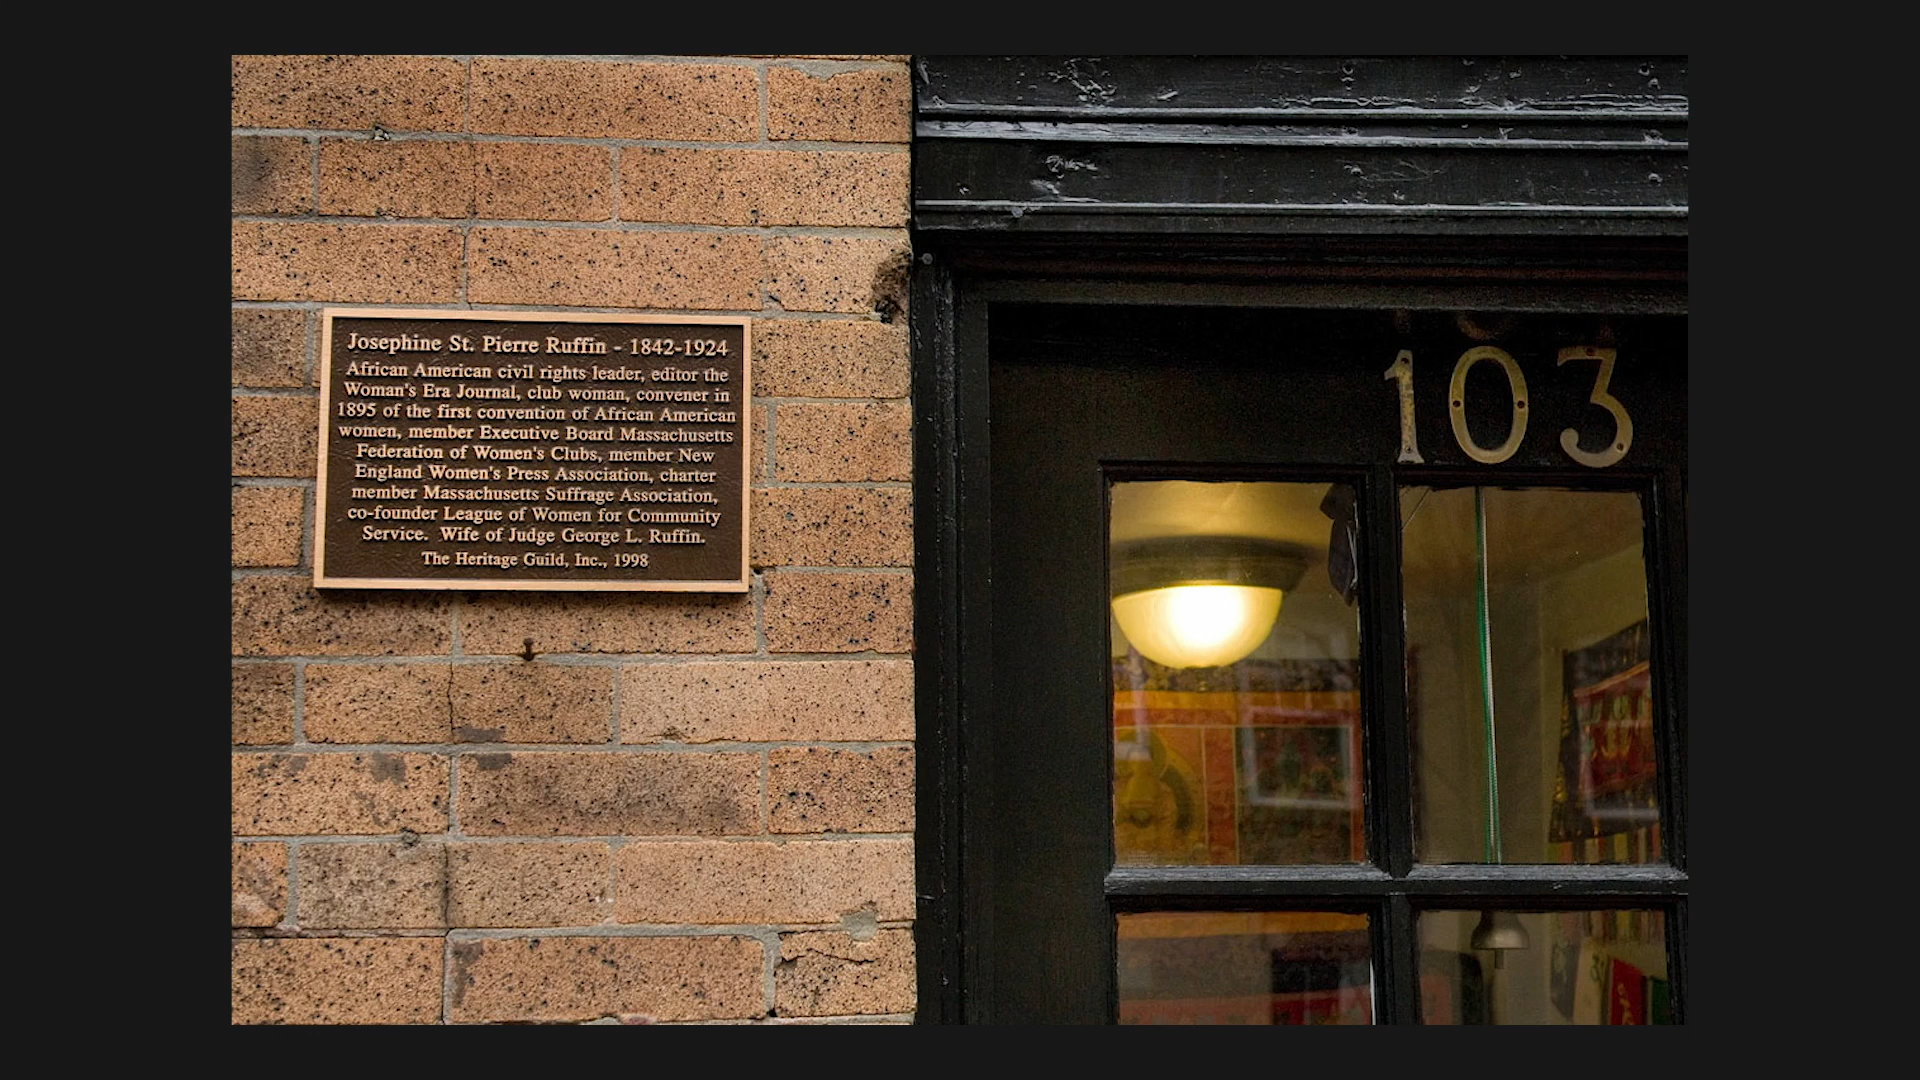 Josephine St. Pierre Ruffin - 1842-1924
African American civil rights leader, editor the
Woman's Era Journal, club woman, convener in
1895 of the first convention of African American
women, member Executive Board Massachusetts
Federation of Women's Clubs, member New
England Women's Press Association, charter
member Massachusetts Suffrage Association,
co-founder League of Women for Community
Service. Wife of Judge George L. Ruffin.
The Heritage Guild, Inc., 1998
103